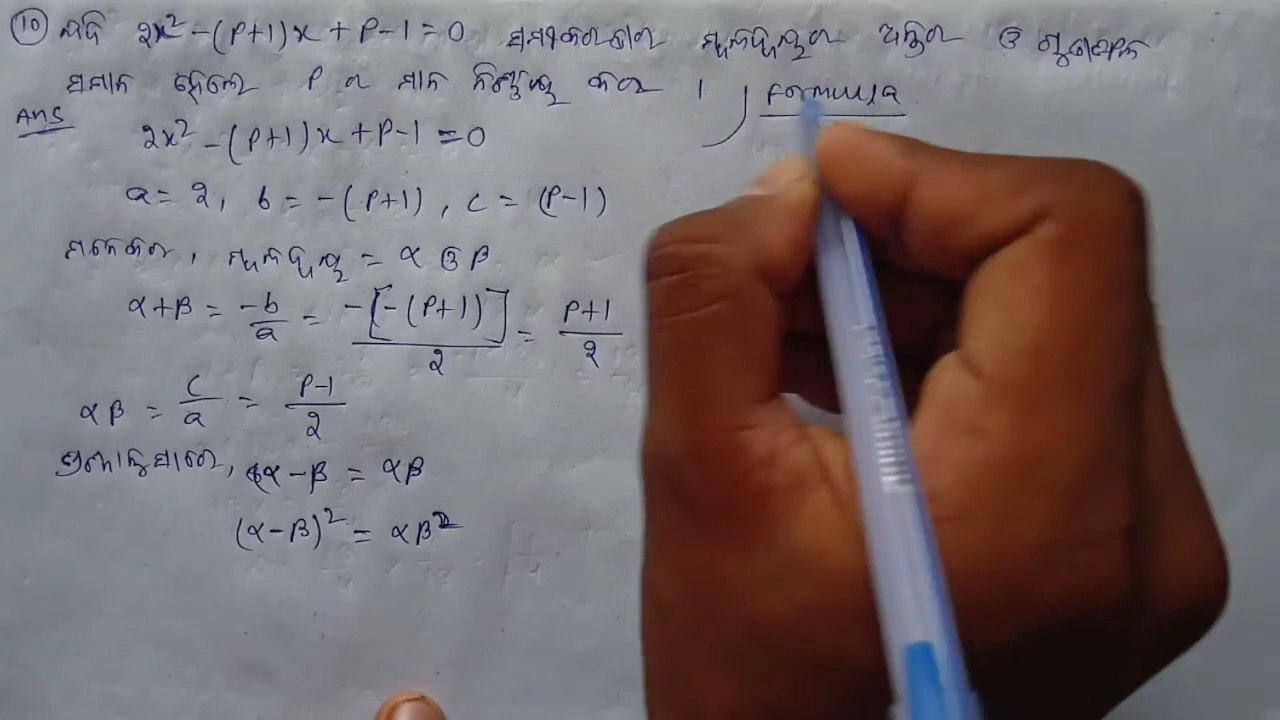 ⑩ ଯଦି 2x² - (P+1)x + P-1 = 0 ସମୀକରଣର ମୂଳଦ୍ୱୟର ଅନ୍ତର ଓ ଗୁଣଫଳ
ସମାନ ହେଲେ P ର ମାନ ନିର୍ଣ୍ଣୟ କର ।
Formula
Ans
2x² - (P+1)x + P-1 = 0
a = 2, b = -(P+1), c = (P-1)
ମନେକର, ମୂଳଦ୍ୱୟ = α ଓ β
α+β = -b/a = -[-(P+1)]/2 = P+1/2
αβ = c/a = P-1/2
ପ୍ରଶ୍ନାନୁସାରେ, α-β = αβ
(α-β)² = αβ²